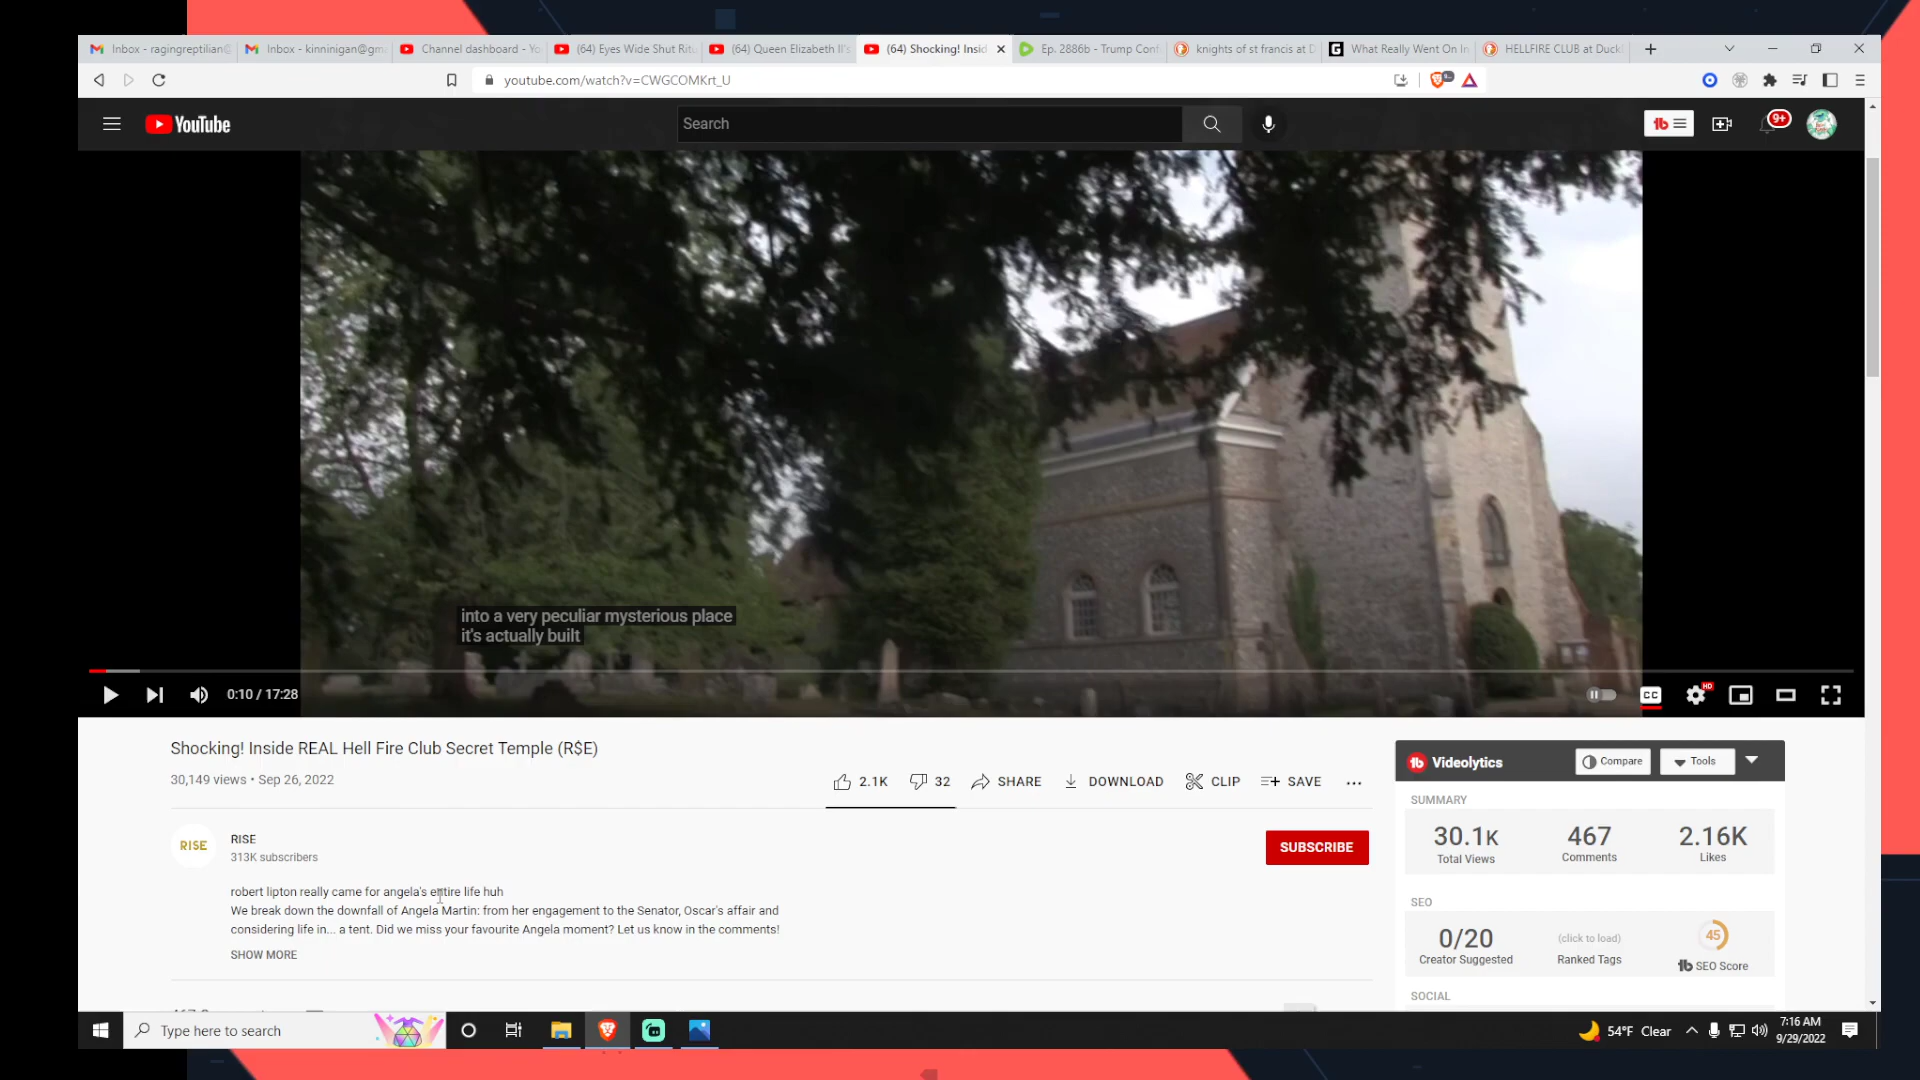 Inbox - ragingreptilian@
Inbox - kinninigan@gm
Channel dashboard - Yo
(64) Eyes Wide Shut Ritu
(64) Queen Elizabeth II's
(64) Shocking! Insid
Ep. 2886b - Trump Conf
knights of st francis at D
What Really Went On In
HELLFIRE CLUB at Duck
youtube.com/watch?v=CWGCOMKrt_U
YouTube
Search
9+
into a very peculiar mysterious place
it's actually built
0:10 / 17:28
CC
HD
Shocking! Inside REAL Hell Fire Club Secret Temple (R$E)
30,149 views • Sep 26, 2022
2.1K
32
SHARE
DOWNLOAD
CLIP
SAVE
RISE
RISE
313K subscribers
SUBSCRIBE
robert lipton really came for angela's entire life huh
We break down the downfall of Angela Martin: from her engagement to the Senator, Oscar's affair and
considering life in... a tent. Did we miss your favourite Angela moment? Let us know in the comments!
SHOW MORE
Videolytics
Compare
Tools
SUMMARY
30.1K
467
2.16K
Total Views
Comments
Likes
SEO
0/20
(click to load)
45
Creator Suggested
Ranked Tags
SEO Score
SOCIAL
Type here to search
54°F Clear
7:16 AM
9/29/2022